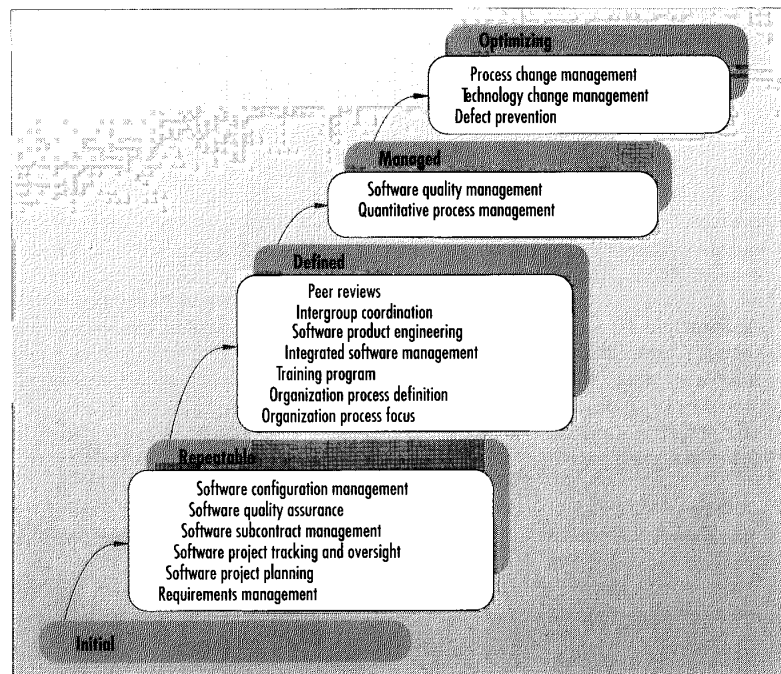 Optimizing
Process change management
Technology change management
Defect prevention
Managed
Software quality management
Quantitative process management
Defined
Peer reviews
Intergroup coordination
Software product engineering
Integrated software management
Training program
Organization process definition
Organization process focus
Repeatable
Software configuration management
Software quality assurance
Software subcontract management
Software project tracking and oversight
Software project planning
Requirements management
Initial